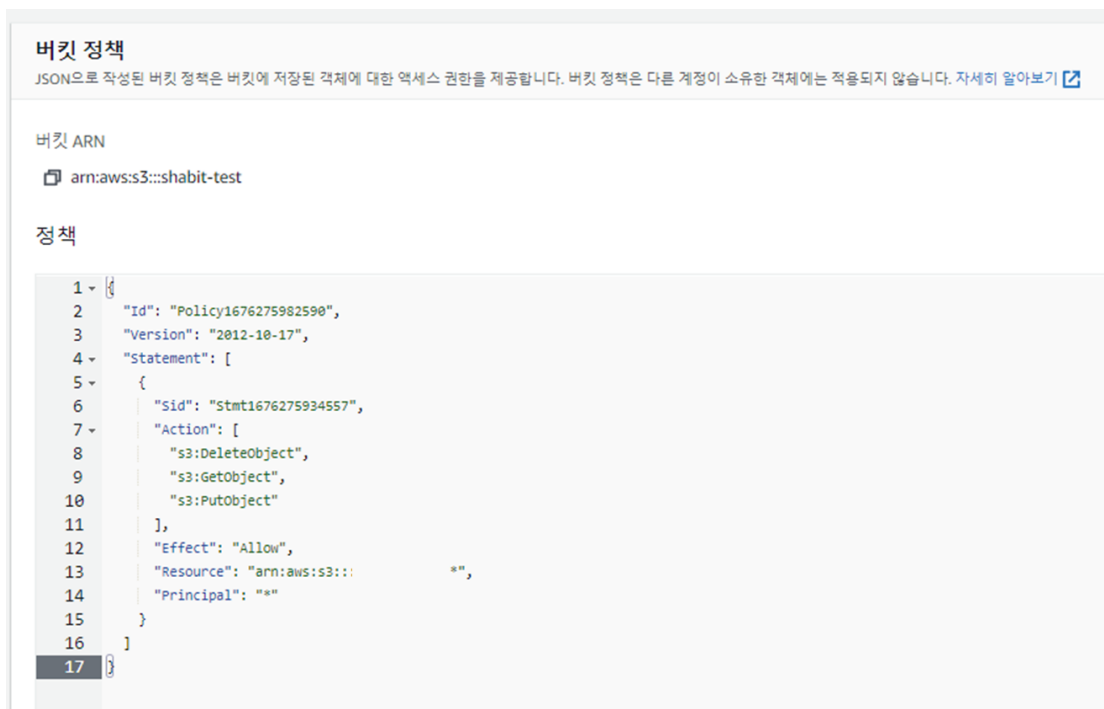 버킷 정책
JSON으로 작성된 버킷 정책은 버킷에 저장된 객체에 대한 액세스 권한을 제공합니다. 버킷 정책은 다른 계정이 소유한 객체에는 적용되지 않습니다. 자세히 알아보기
버킷 ARN
arn:aws:s3:::shabit-test
정책
1 {
2 "Id": "Policy1676275982590",
3 "Version": "2012-10-17",
4 "Statement": [
5 {
6 "Sid": "Stmt1676275934557",
7 "Action": [
8 "s3:DeleteObject",
9 "s3:GetObject",
10 "s3:PutObject"
11 ],
12 "Effect": "Allow",
13 "Resource": "arn:aws:s3::: *",
14 "Principal": "*"
15 }
16 ]
17 }